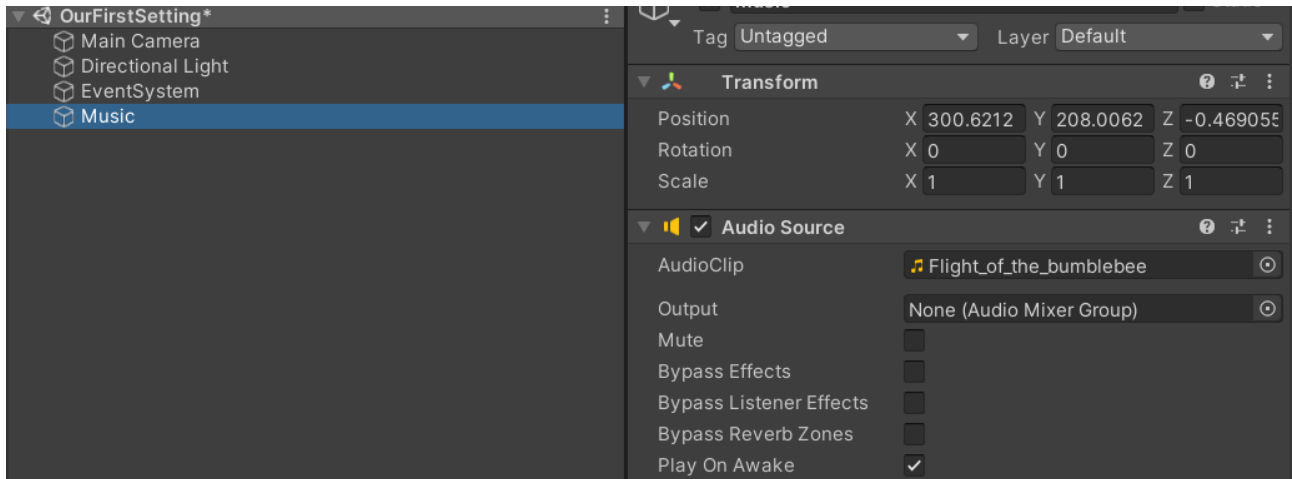 OurFirstSetting*
Main Camera
Directional Light
EventSystem
Music
Tag Untagged Layer Default
Transform
Position X 300.6212 Y 208.0062 Z -0.469055
Rotation X 0 Y 0 Z 0
Scale X 1 Y 1 Z 1
Audio Source
AudioClip Flight_of_the_bumblebee
Output None (Audio Mixer Group)
Mute
Bypass Effects
Bypass Listener Effects
Bypass Reverb Zones
Play On Awake